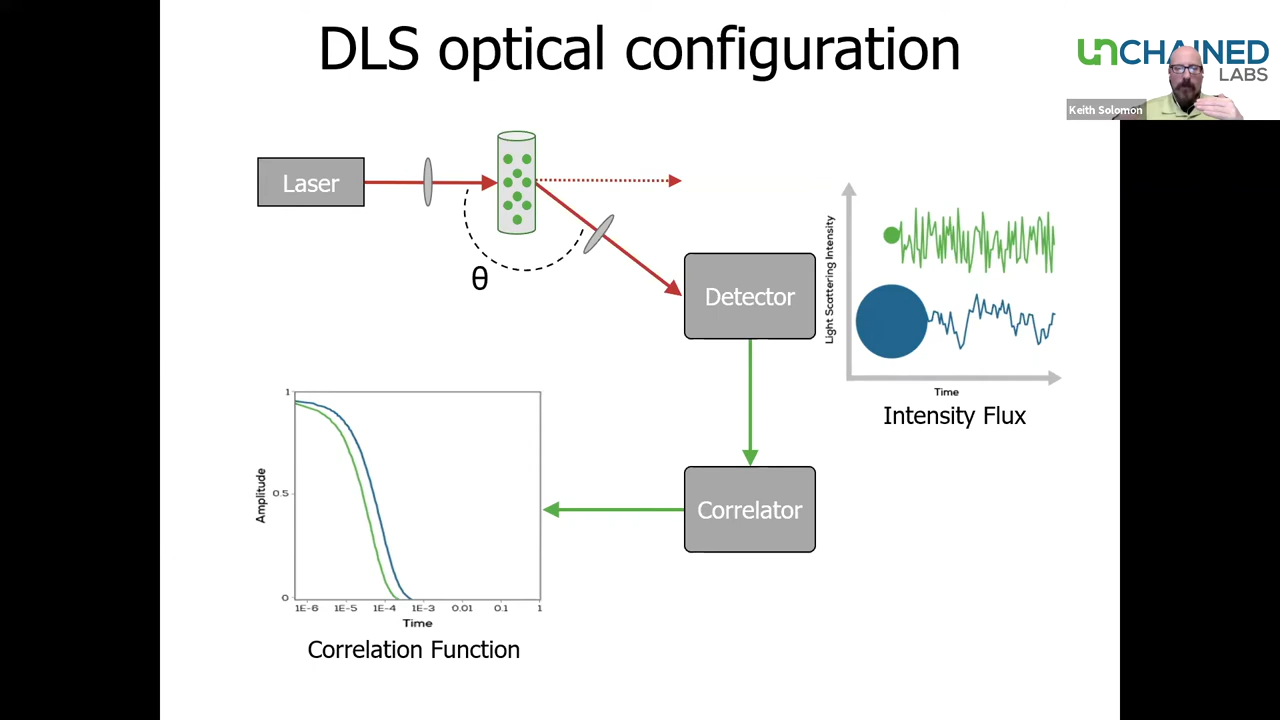 DLS optical configuration
UNCHAINED
LABS
Keith Solomon
Laser
θ
Detector
Light Scattering Intensity
Time
Intensity Flux
Correlator
1
0.5
0
Amplitude
1E-6 1E-5 1E-4 1E-3 0.01 0.1 1
Time
Correlation Function